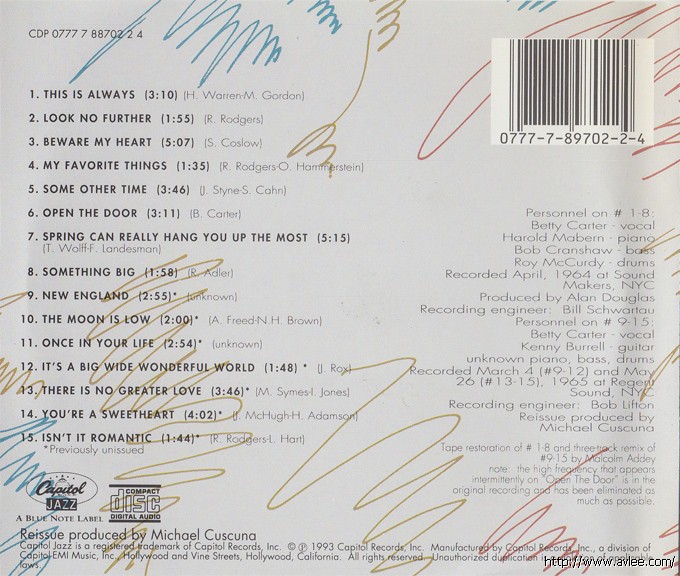 CDP 0777 7 88702 2 4
0777-7-89702-2-4
1. THIS IS ALWAYS (3:10) (H. Warren-M. Gordon)
2. LOOK NO FURTHER (1:55) (R. Rodgers)
3. BEWARE MY HEART (5:07) (S. Coslow)
4. MY FAVORITE THINGS (1:35) (R. Rodgers-O. Hammerstein)
5. SOME OTHER TIME (3:46) (J. Styne-S. Cahn)
6. OPEN THE DOOR (3:11) (B. Carter)
7. SPRING CAN REALLY HANG YOU UP THE MOST (5:15)
(T. Wolff-F. Landesman)
8. SOMETHING BIG (1:58) (R. Adler)
9. NEW ENGLAND (2:55)* (unknown)
10. THE MOON IS LOW (2:00)* (A. Freed-N.H. Brown)
11. ONCE IN YOUR LIFE (2:54)* (unknown)
12. IT'S A BIG WIDE WONDERFUL WORLD (1:48) * (J. Rox)
13. THERE IS NO GREATER LOVE (3:46)* (M. Symes-I. Jones)
14. YOU'RE A SWEETHEART (4:02)* (J. McHugh-H. Adamson)
15. ISN'T IT ROMANTIC (1:44)* (R. Rodgers-L. Hart)
*Previously unissued
Personnel on # 1-8:
Betty Carter - vocal
Harold Mabern - piano
Bob Cranshaw - bass
Roy McCurdy - drums
Recorded April, 1964 at Sound
Makers, NYC
Produced by Alan Douglas
Recording engineer: Bill Schwartau
Personnel on # 9-15:
Betty Carter - vocal
Kenny Burrell - guitar
unknown piano, bass, drums
Recorded March 4 (#9-12) and May
26 (#13-15), 1965 at Regent
Sound, NYC
Recording engineer: Bob Lifton
Reissue produced by
Michael Cuscuna
Tape restoration of # 1-8 and three-track remix of
#9-15 by Malcolm Addey
note: the high frequency that appears
intermittently on "Open The Door" is in the
original recording and has been eliminated as
much as possible.
Capitol
JAZZ
A BLUE NOTE LABEL
COMPACT
disc
DIGITAL AUDIO
Reissue produced by Michael Cuscuna
Capitol Jazz is a registered trademark of Capitol Records, Inc. © ℗ 1993 Capitol Records, Inc. Manufactured by Capitol Records, Inc., a division of
Capitol-EMI Music, Inc., Hollywood and Vine Streets, Hollywood, California. All rights reserved. Unauthorized duplication is a violation of applicable
laws.
http://www.avlee.com/